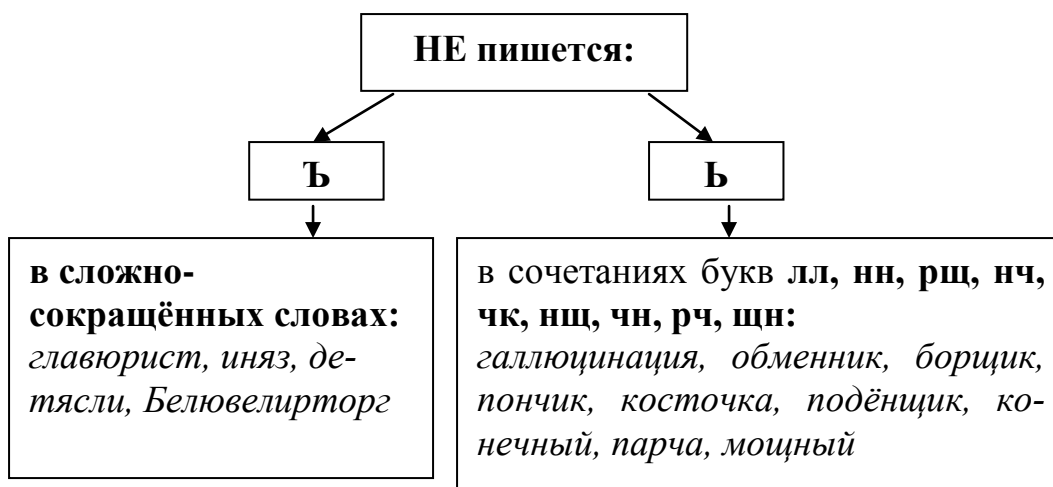 НЕ пишется:
Ъ
Ь
в сложно-
сокращённых словах:
главюрист, иняз, де-
тясли, Белювелирторг
в сочетаниях букв лл, нн, рщ, нч,
чк, нщ, чн, рч, щн:
галлюцинация, обменник, борщик,
пончик, косточка, подёнщик, ко-
нечный, парча, мощный